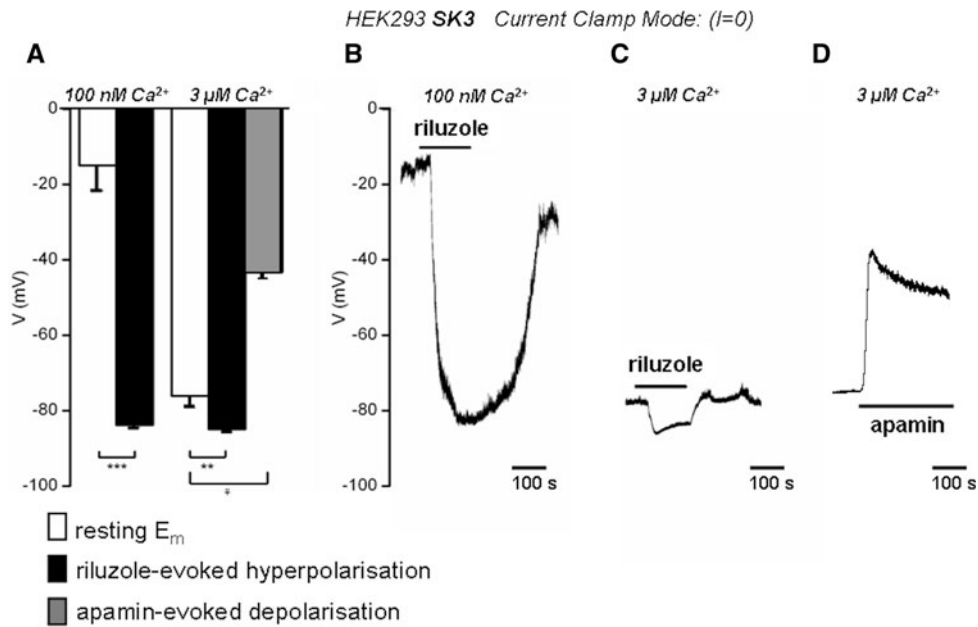 HEK293 SK3 Current Clamp Mode: (I=0)
A
100 nM Ca²⁺ 3 µM Ca²⁺
0
-20
-40
-60
-80
-100
V (mV)
***
**
*
resting Eₘ
riluzole-evoked hyperpolarisation
apamin-evoked depolarisation
B
100 nM Ca²⁺
0
-20
-40
-60
-80
-100
V (mV)
riluzole
100 s
C
3 µM Ca²⁺
riluzole
100 s
D
3 µM Ca²⁺
apamin
100 s